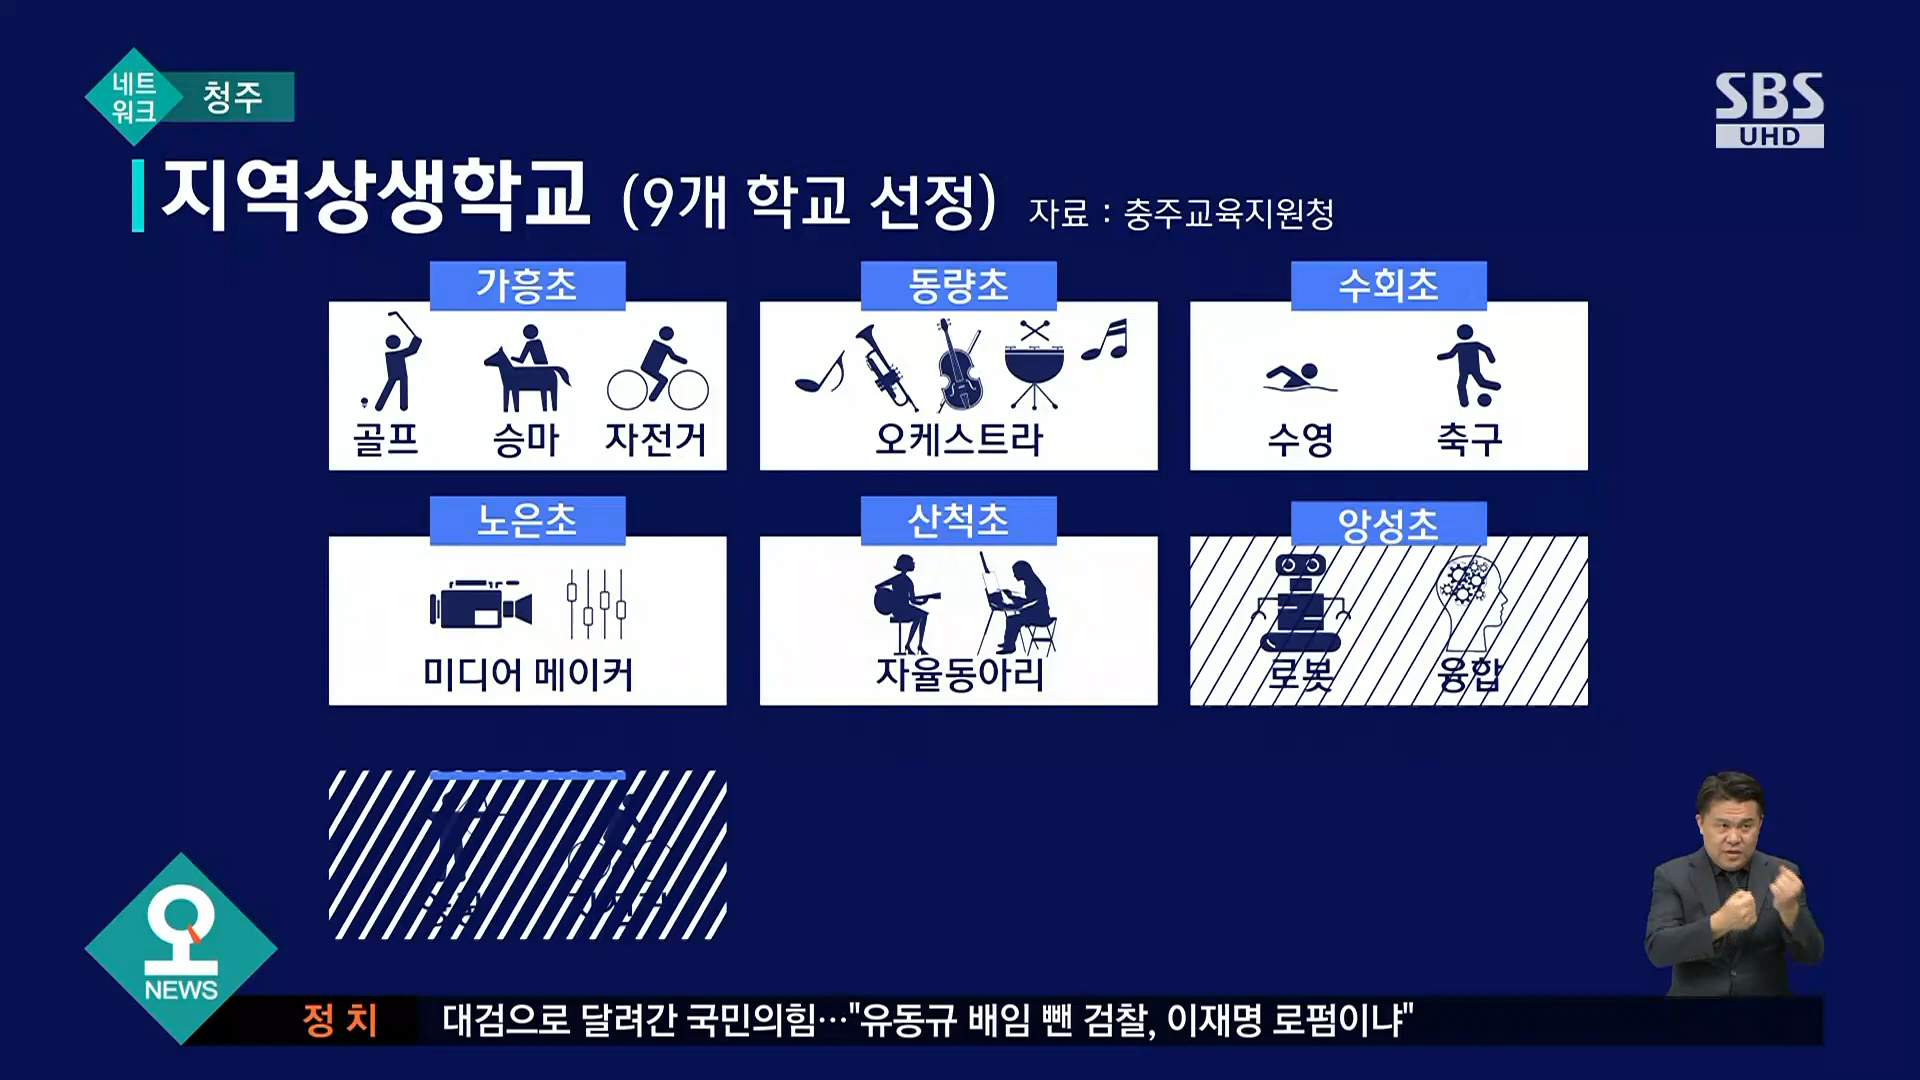 네트
워크
청주
SBS
UHD
지역상생학교 (9개 학교 선정) 자료 : 충주교육지원청
가흥초
동량초
수회초
골프
승마
자전거
오케스트라
수영
축구
노은초
산척초
앙성초
미디어 메이커
자율동아리
로봇
융합
오
NEWS
정치
대검으로 달려간 국민의힘…"유동규 배임 뺀 검찰, 이재명 로펌이냐"